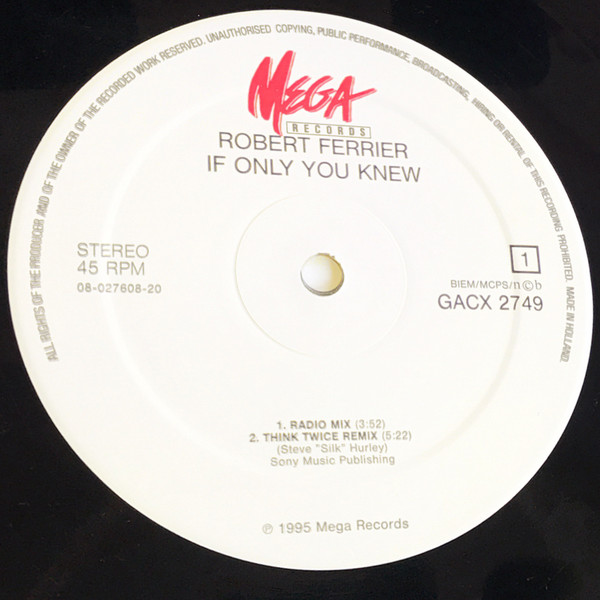 ALL RIGHTS OF THE PRODUCER AND OF THE OWNER OF THE RECORDED WORK RESERVED. UNAUTHORISED COPYING, PUBLIC PERFORMANCE, BROADCASTING, HIRING OR RENTAL OF THIS RECORDING PROHIBITED. MADE IN HOLLAND.
MEGA
RECORDS
ROBERT FERRIER
IF ONLY YOU KNEW
STEREO
45 RPM
08-027608-20
1
BIEM/MCPS/n©b
GACX 2749
1. RADIO MIX (3:52)
2. THINK TWICE REMIX (5:22)
(Steve "Silk" Hurley)
Sony Music Publishing
℗ 1995 Mega Records